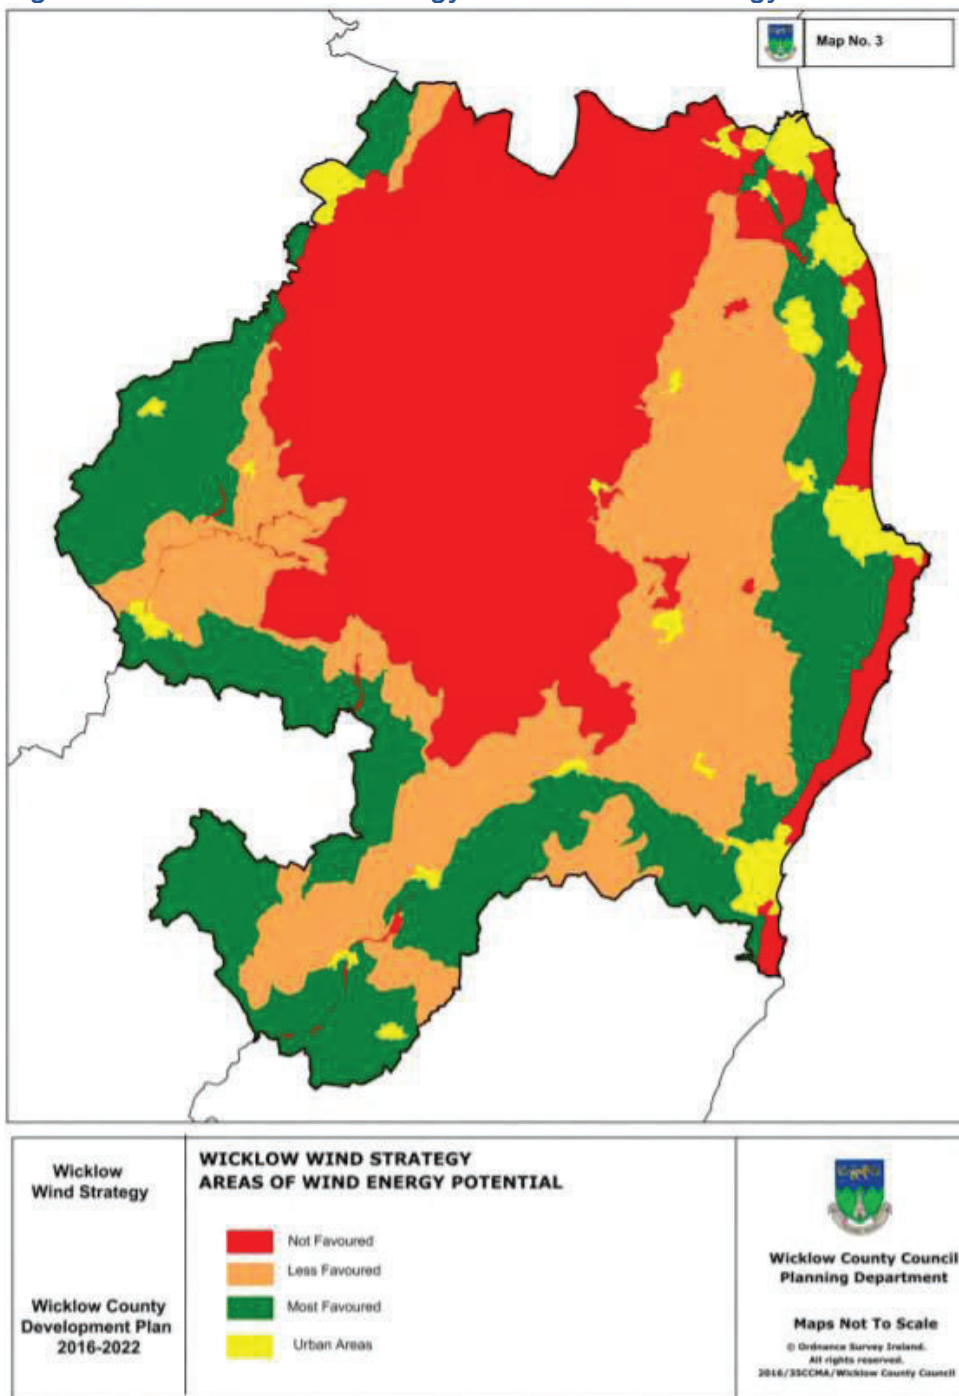 Map No. 3
Wicklow
Wind Strategy
Wicklow County
Development Plan
2016-2022
WICKLOW WIND STRATEGY
AREAS OF WIND ENERGY POTENTIAL
Not Favoured
Less Favoured
Most Favoured
Urban Areas
Wicklow County Council
Planning Department
Maps Not To Scale
© Ordnance Survey Ireland.
All rights reserved.
2016/35CCMA/Wicklow County Council